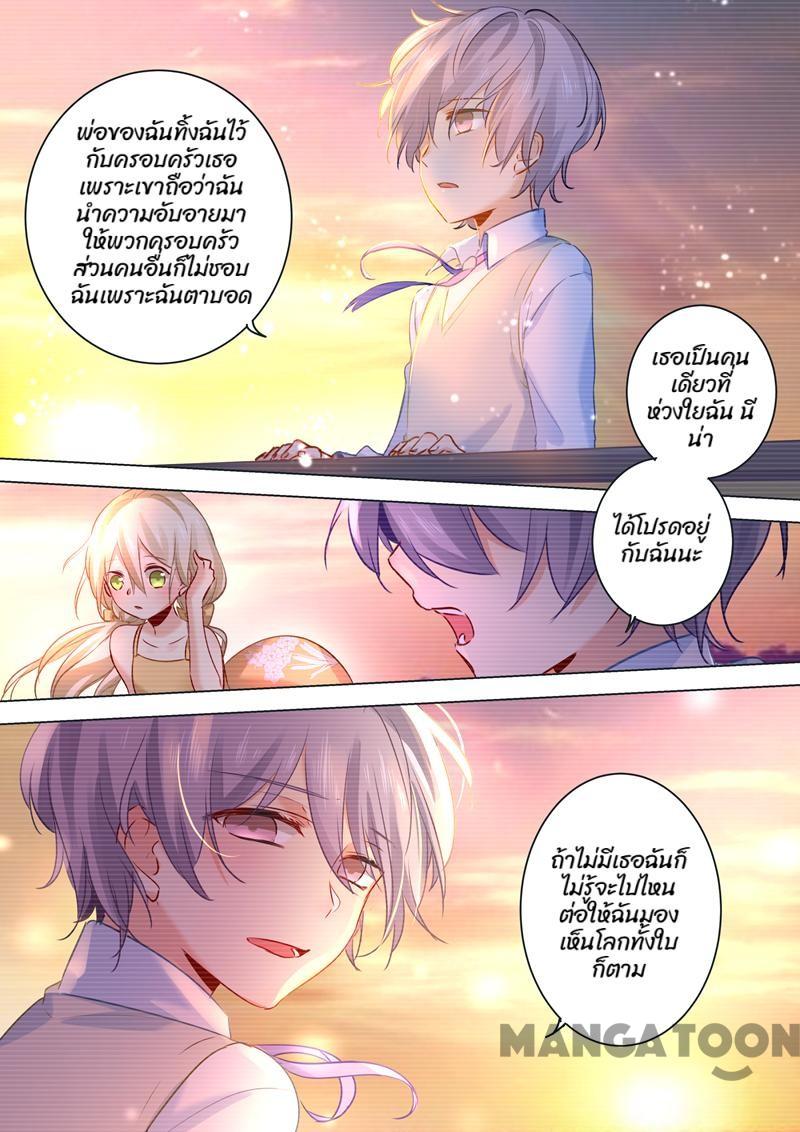 พ่อของฉันทิ้งฉันไว้
กับครอบครัวเธอ
เพราะเขาถือว่าฉัน
นำความอับอายมา
ให้พวกครอบครัว
ส่วนคนอื่นก็ไม่ชอบ
ฉันเพราะฉันตาบอด
เธอเป็นคน
เดียวที่
ห่วงใยฉัน นี
น่า
ได้โปรดอยู่
กับฉันนะ
ถ้าไม่มีเธอฉันก็
ไม่รู้จะไปไหน
ต่อให้ฉันมอง
เห็นโลกทั้งใบ
ก็ตาม
MANGATOON